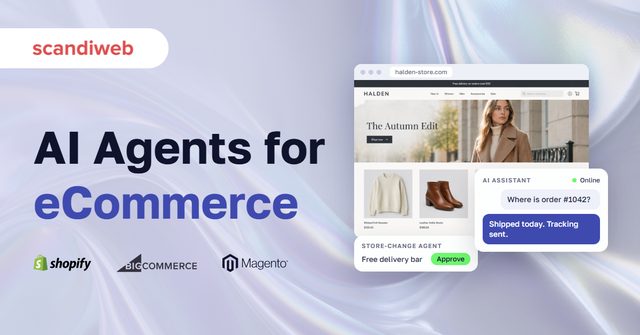 scandiweb
AI Agents for
eCommerce
shopify
BIGCOMMERCE
Magento
halden-store.com
HALDEN
The Autumn Edit
AI ASSISTANT
Online
Where is order #1042?
Shipped today. Tracking
sent.
STORE-CHANGE AGENT
Free delivery bar
Approve